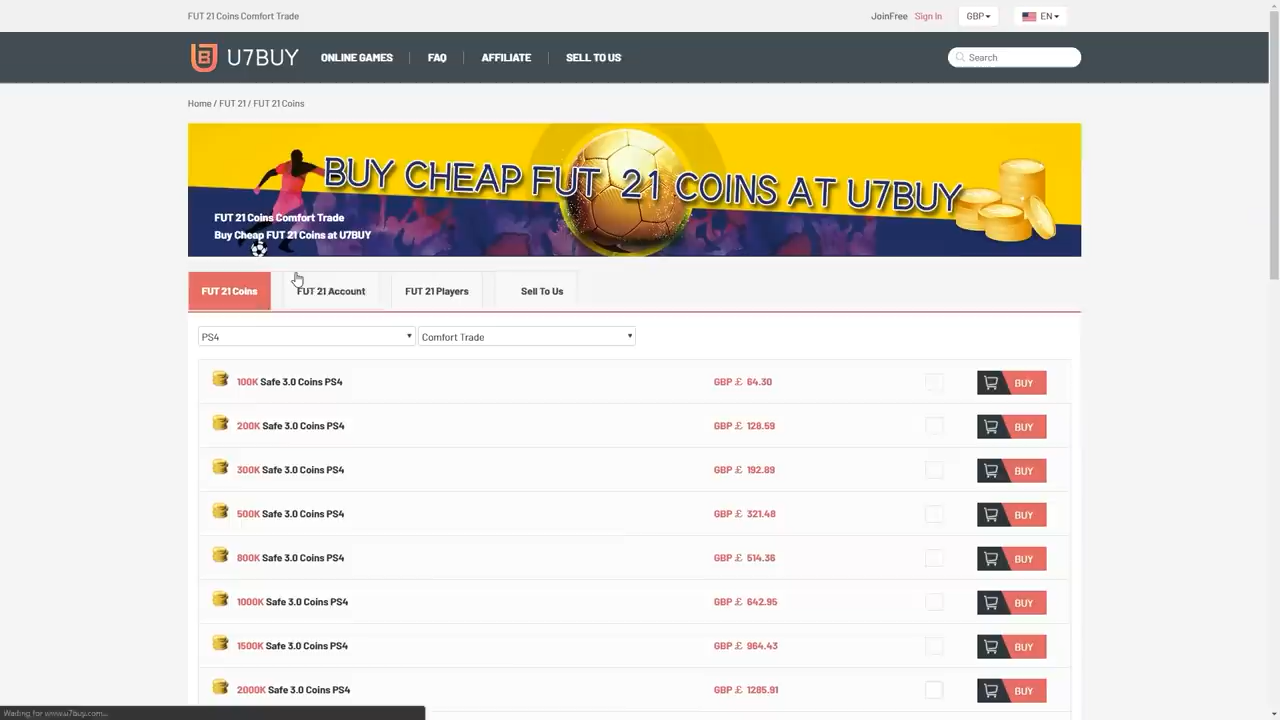 FUT 21 Coins Comfort Trade
JoinFree Sign In GBP EN
U7BUY ONLINE GAMES FAQ AFFILIATE SELL TO US Search
Home / FUT 21 / FUT 21 Coins
BUY CHEAP FUT 21 COINS AT U7BUY
FUT 21 Coins Comfort Trade
Buy Cheap FUT 21 Coins at U7BUY
FUT 21 Coins FUT 21 Account FUT 21 Players Sell To Us
PS4 Comfort Trade
100K Safe 3.0 Coins PS4 GBP £ 64.30 BUY
200K Safe 3.0 Coins PS4 GBP £ 128.59 BUY
300K Safe 3.0 Coins PS4 GBP £ 192.89 BUY
500K Safe 3.0 Coins PS4 GBP £ 321.48 BUY
800K Safe 3.0 Coins PS4 GBP £ 514.36 BUY
1000K Safe 3.0 Coins PS4 GBP £ 642.95 BUY
1500K Safe 3.0 Coins PS4 GBP £ 964.43 BUY
2000K Safe 3.0 Coins PS4 GBP £ 1285.91 BUY
Waiting for www.u7buy.com...